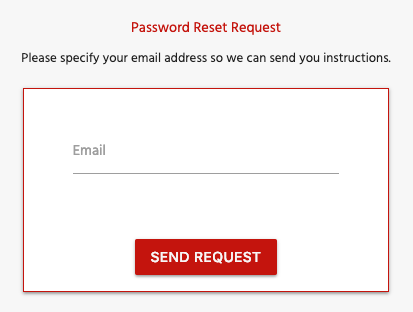 Password Reset Request
Please specify your email address so we can send you instructions.
Email
SEND REQUEST